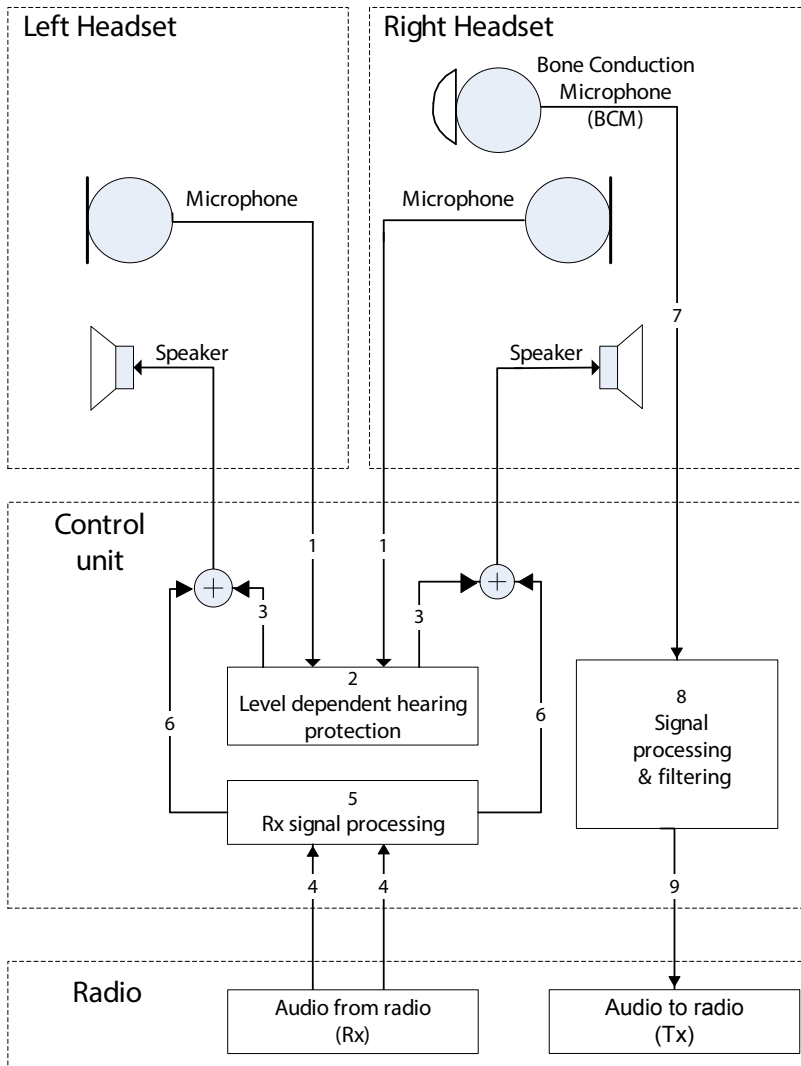 Left Headset
Right Headset
Bone Conduction
Microphone
(BCM)
Microphone
Microphone
7
Speaker
Speaker
Control
unit
1
1
3
3
6
6
2
Level dependent hearing
protection
8
Signal
processing
& filtering
5
Rx signal processing
4
4
9
Radio
Audio from radio
(Rx)
Audio to radio
(Tx)